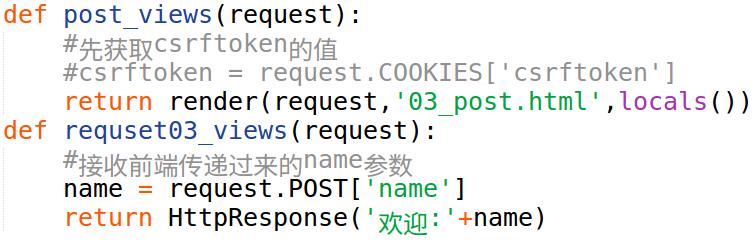 def post_views(request):
    #先获取csrftoken的值
    #csrftoken = request.COOKIES['csrftoken']
    return render(request,'03_post.html',locals())
def requset03_views(request):
    #接收前端传递过来的name参数
    name = request.POST['name']
    return HttpResponse('欢迎:'+name)